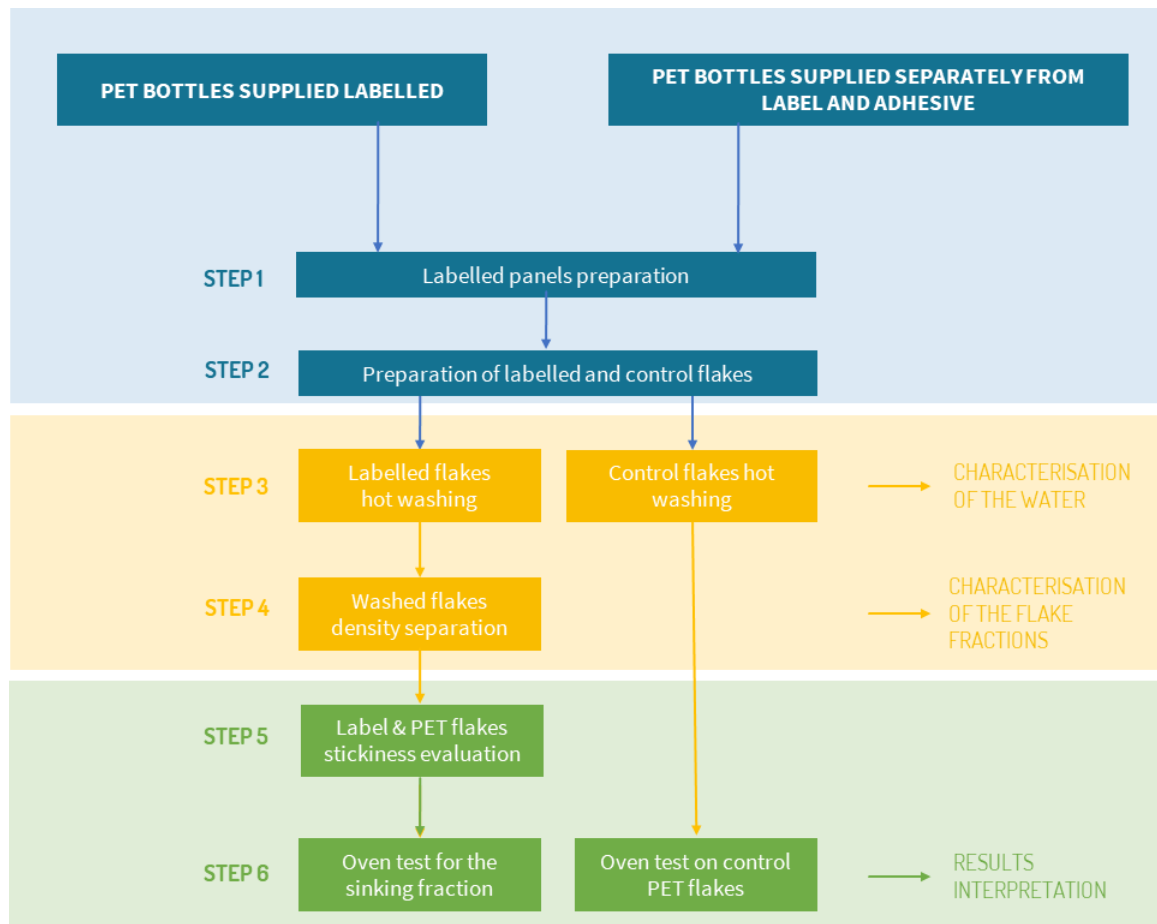 PET BOTTLES SUPPLIED LABELLED
PET BOTTLES SUPPLIED SEPARATELY FROM
LABEL AND ADHESIVE
STEP 1
Labelled panels preparation
STEP 2
Preparation of labelled and control flakes
STEP 3
Labelled flakes
hot washing
Control flakes hot
washing
CHARACTERISATION
OF THE WATER
STEP 4
Washed flakes
density separation
CHARACTERISATION
OF THE FLAKE
FRACTIONS
STEP 5
Label & PET flakes
stickiness evaluation
STEP 6
Oven test for the
sinking fraction
Oven test on control
PET flakes
RESULTS
INTERPRETATION